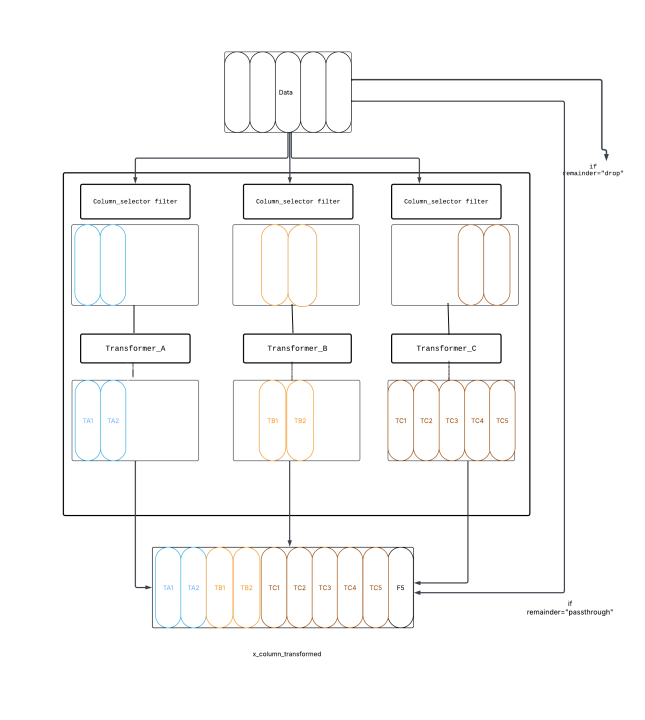 Data
if
remainder="drop"
Column_selector filter
Column_selector filter
Column_selector filter
Transformer_A
Transformer_B
Transformer_C
TA1 TA2
TB1 TB2
TC1 TC2 TC3 TC4 TC5
TA1 TA2 TB1 TB2 TC1 TC2 TC3 TC4 TC5 F5
if
remainder="passthrough"
x_column_transformed